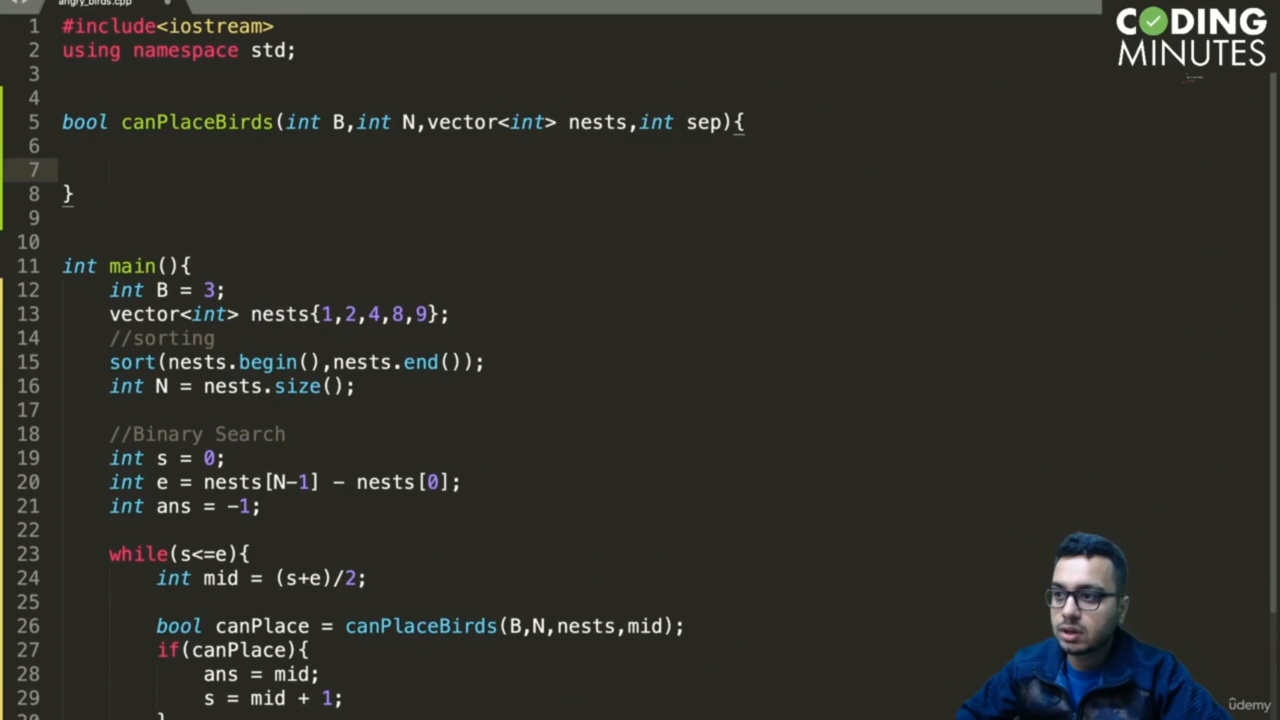 angry_birds.cpp
CODING
MINUTES
1 #include<iostream>
2 using namespace std;
3
4
5 bool canPlaceBirds(int B,int N,vector<int> nests,int sep){
6
7
8 }
9
10
11 int main(){
12 int B = 3;
13 vector<int> nests{1,2,4,8,9};
14 //sorting
15 sort(nests.begin(),nests.end());
16 int N = nests.size();
17
18 //Binary Search
19 int s = 0;
20 int e = nests[N-1] - nests[0];
21 int ans = -1;
22
23 while(s<=e){
24 int mid = (s+e)/2;
25
26 bool canPlace = canPlaceBirds(B,N,nests,mid);
27 if(canPlace){
28 ans = mid;
29 s = mid + 1;
30 }
udemy